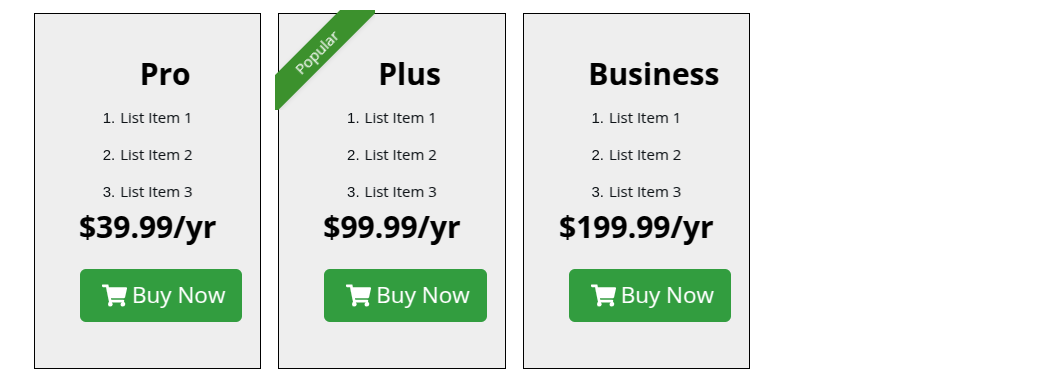 Pro
1. List Item 1
2. List Item 2
3. List Item 3
$39.99/yr
Buy Now
Popular
Plus
1. List Item 1
2. List Item 2
3. List Item 3
$99.99/yr
Buy Now
Business
1. List Item 1
2. List Item 2
3. List Item 3
$199.99/yr
Buy Now